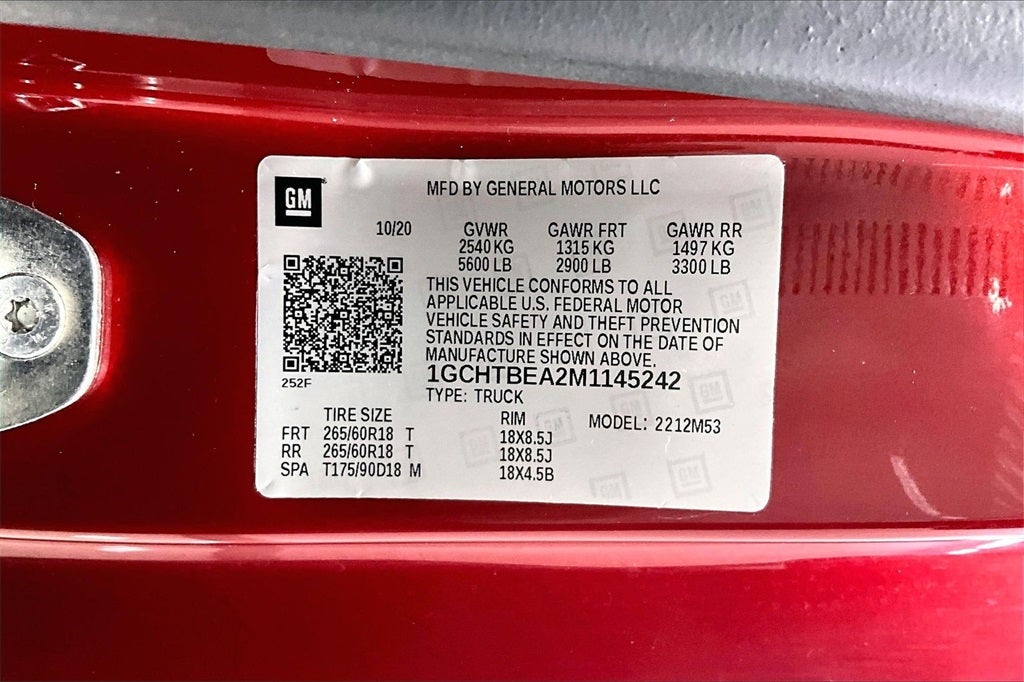 GM
MFD BY GENERAL MOTORS LLC
10/20 GVWR GAWR FRT GAWR RR
2540 KG 1315 KG 1497 KG
5600 LB 2900 LB 3300 LB
THIS VEHICLE CONFORMS TO ALL
APPLICABLE U.S. FEDERAL MOTOR
VEHICLE SAFETY AND THEFT PREVENTION
STANDARDS IN EFFECT ON THE DATE OF
MANUFACTURE SHOWN ABOVE.
252F
1GCHTBEA2M1145242
TYPE: TRUCK
TIRE SIZE RIM MODEL: 2212M53
FRT 265/60R18 T 18X8.5J
RR 265/60R18 T 18X8.5J
SPA T175/90D18 M 18X4.5B